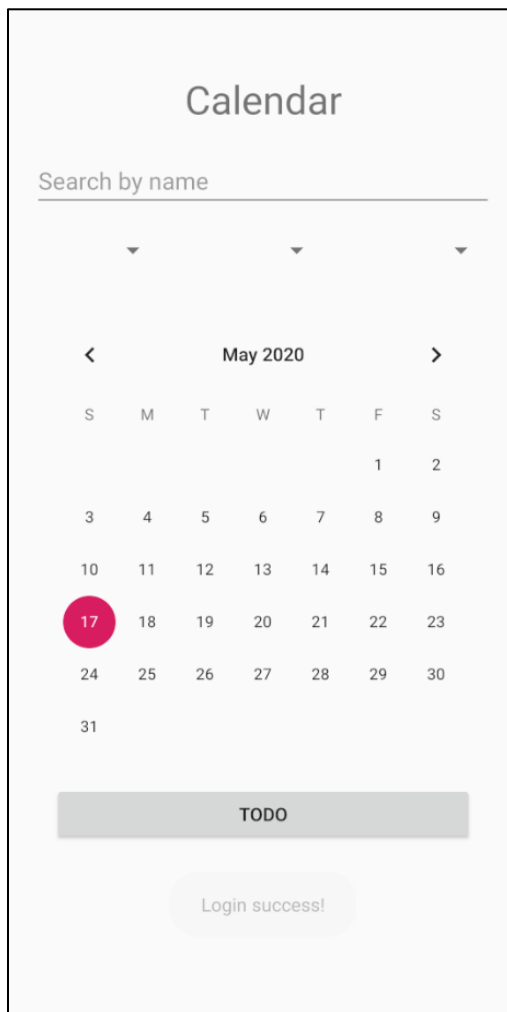 Calendar
Search by name
May 2020
S M T W T F S
1 2
3 4 5 6 7 8 9
10 11 12 13 14 15 16
17 18 19 20 21 22 23
24 25 26 27 28 29 30
31
TODO
Login success!